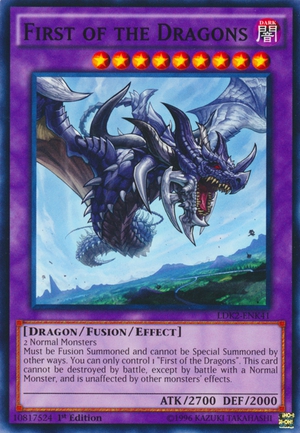 FIRST OF THE DRAGONS
DARK
闇
LDK2-ENK41
[DRAGON/FUSION/EFFECT]
2 Normal Monsters
Must be Fusion Summoned and cannot be Special Summoned by
other ways. You can only control 1 "First of the Dragons". This card
cannot be destroyed by battle, except by battle with a Normal
Monster, and is unaffected by other monsters' effects.
ATK/2700 DEF/2000
10817524 1st Edition ©1996 KAZUKI TAKAHASHI